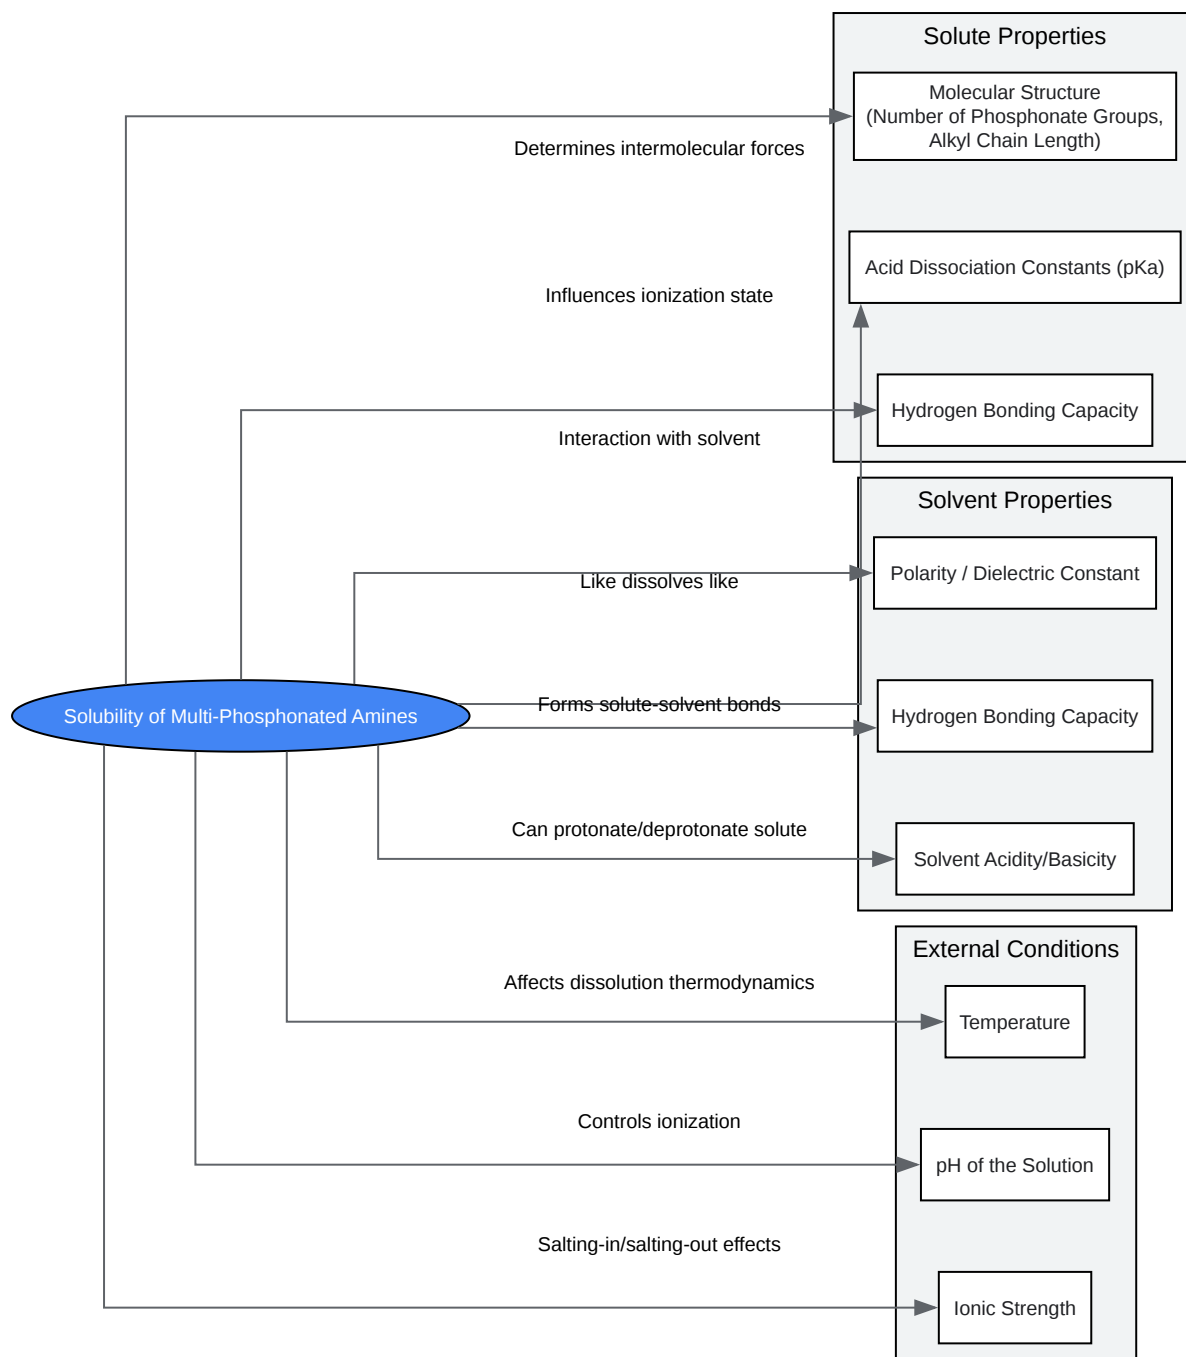 Solute Properties
Molecular Structure
(Number of Phosphonate Groups,
Alkyl Chain Length)
Determines intermolecular forces
Acid Dissociation Constants (pKa)
Influences ionization state
Hydrogen Bonding Capacity
Interaction with solvent
Solvent Properties
Polarity / Dielectric Constant
Like dissolves like
Solubility of Multi-Phosphonated Amines
Forms solute-solvent bonds
Hydrogen Bonding Capacity
Can protonate/deprotonate solute
Solvent Acidity/Basicity
External Conditions
Affects dissolution thermodynamics
Temperature
Controls ionization
pH of the Solution
Salting-in/salting-out effects
Ionic Strength